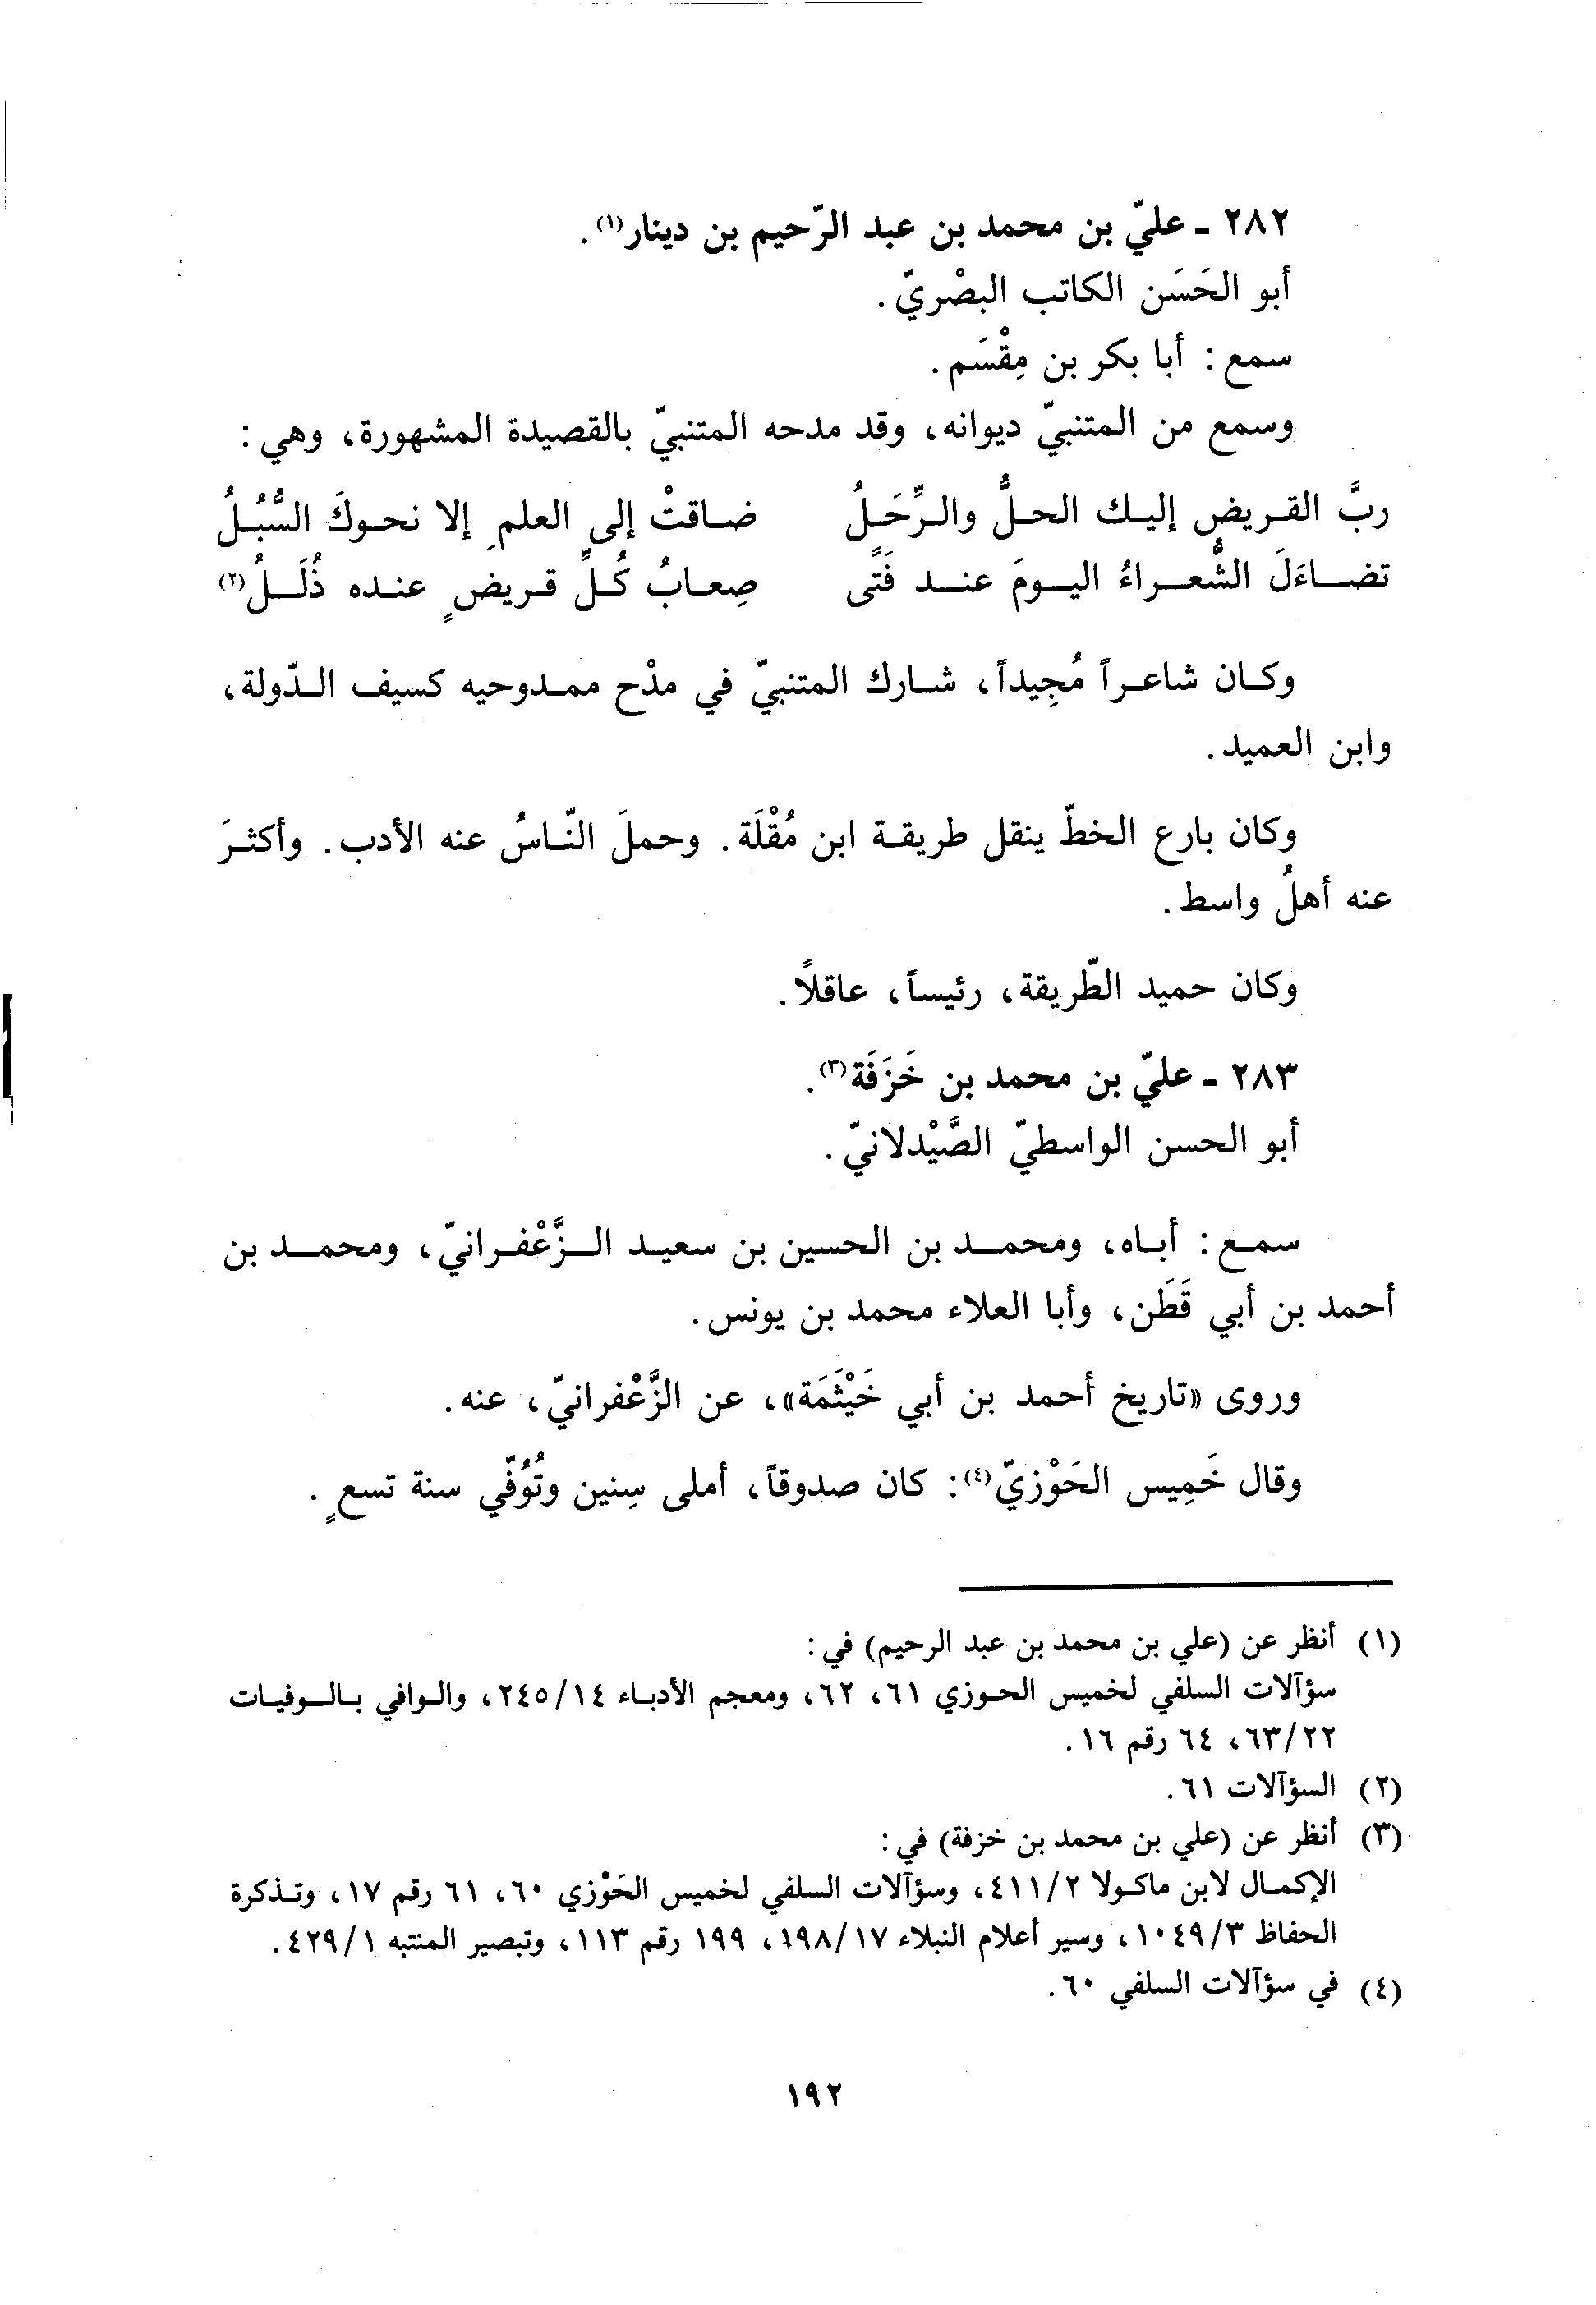 ٢٨٢ - عليّ بن محمد بن عبد الرّحيم بن دينار(١).
أبو الحَسَن الكاتب البصْريّ.
سمع: أبا بكر بن مِقْسَم.
وسمع من المتنبيّ ديوانه، وقد مدحه المتنبيّ بالقصيدة المشهورة، وهي:
ربَّ القريضِ إليك الحلُّ والرِّحَلُ ضاقتْ إلى العلمِ إلا نحوكَ السُّبُلُ
تضاءَلَ الشُّعراءُ اليومَ عند فَتًى صِعابُ كُلِّ قريضٍ عنده ذُلَلُ(٢)
وكان شاعراً مُجِيداً، شارك المتنبيّ في مدْح ممدوحيه كسيف الدّولة،
وابن العميد.
وكان بارع الخطّ ينقل طريقة ابن مُقْلَة. وحملَ النّاسُ عنه الأدب. وأكثرَ
عنه أهلُ واسط.
وكان حميد الطّريقة، رئيساً، عاقلاً.
٢٨٣ - عليّ بن محمد بن خَزَفَة(٣).
أبو الحسن الواسطيّ الصَّيْدلانيّ.
سمع: أباه، ومحمد بن الحسين بن سعيد الزَّعْفرانيّ، ومحمد بن
أحمد بن أبي قَطَن، وأبا العلاء محمد بن يونس.
وروى «تاريخ أحمد بن أبي خَيْثَمَة»، عن الزَّعْفرانيّ، عنه.
وقال خَمِيس الحَوْزيّ(٤): كان صدوقاً، أملى سِنين وتُوُفّي سنة تسعٍ.
(١) أنظر عن (علي بن محمد بن عبد الرحيم) في:
سؤآلات السلفي لخميس الحوزي ٦١، ٦٢، ومعجم الأدباء ٢٤٥/١٤، والوافي بالوفيات
٦٣/٢٢، ٦٤ رقم ١٦.
(٢) السؤآلات ٦١.
(٣) أنظر عن (علي بن محمد بن خزفة) في:
الإكمال لابن ماكولا ٤١١/٢، وسؤآلات السلفي لخميس الحَوْزي ٦٠، ٦١ رقم ١٧، وتذكرة
الحفاظ ١٠٤٩/٣، وسير أعلام النبلاء ١٩٨/١٧، ١٩٩ رقم ١١٣، وتبصير المنتبه ٤٢٩/١.
(٤) في سؤآلات السلفي ٦٠.
١٩٢